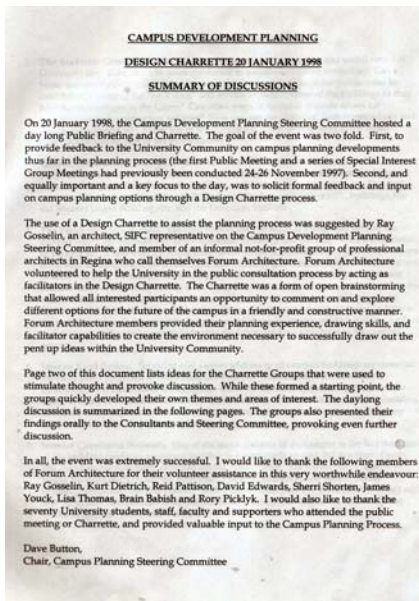 CAMPUS DEVELOPMENT PLANNING
DESIGN CHARRETTE 20 JANUARY 1998
SUMMARY OF DISCUSSIONS
On 20 January 1998, the Campus Development Planning Steering Committee hosted a
day long Public Briefing and Charrette. The goal of the event was two fold. First, to
provide feedback to the University Community on campus planning developments
thus far in the planning process (the first Public Meeting and a series of Special Interest
Group Meetings had previously been conducted 24-26 November 1997). Second, and
equally important and a key focus to the day, was to solicit formal feedback and input
on campus planning options through a Design Charrette process.
The use of a Design Charrette to assist the planning process was suggested by Ray
Gosselin, an architect, SIFC representative on the Campus Development Planning
Steering Committee, and member of an informal not-for-profit group of professional
architects in Regina who call themselves Forum Architecture. Forum Architecture
volunteered to help the University in the public consultation process by acting as
facilitators in the Design Charrette. The Charrette was a form of open brainstorming
that allowed all interested participants an opportunity to comment on and explore
different options for the future of the campus in a friendly and constructive manner.
Forum Architecture members provided their planning experience, drawing skills, and
facilitator capabilities to create the environment necessary to successfully draw out the
pent up ideas within the University Community.
Page two of this document lists ideas for the Charrette Groups that were used to
stimulate thought and provoke discussion. While these formed a starting point, the
groups quickly developed their own themes and areas of interest. The daylong
discussion is summarized in the following pages. The groups also presented their
findings orally to the Consultants and Steering Committee, provoking even further
discussion.
In all, the event was extremely successful. I would like to thank the following members
of Forum Architecture for their volunteer assistance in this very worthwhile endeavour:
Ray Gosselin, Kurt Dietrich, Reid Pattison, David Edwards, Sherri Shorten, James
Youck, Lisa Thomas, Brain Babish and Rory Picklyk. I would also like to thank the
seventy University students, staff, faculty and supporters who attended the public
meeting or Charrette, and provided valuable input to the Campus Planning Process.
Dave Button,
Chair, Campus Planning Steering Committee